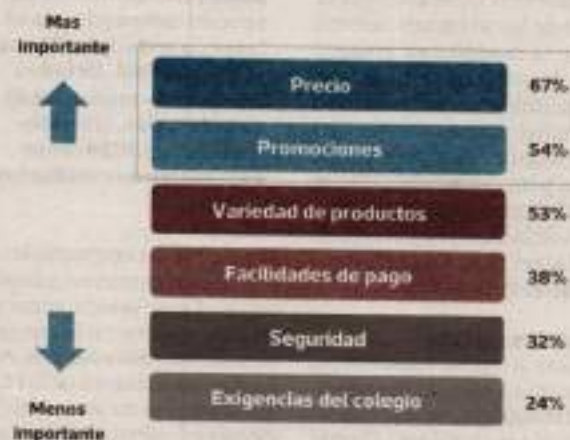 Mas
importante
Precio 67%
Promociones 54%
Variedad de productos 53%
Facilidades de pago 38%
Seguridad 32%
Exigencias del colegio 24%
Menos
importante